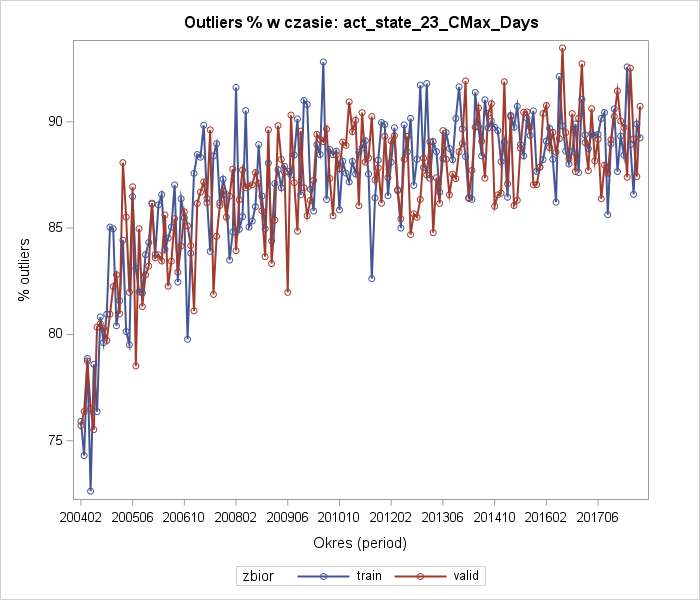 Outliers % w czasie: act_state_23_CMax_Days
% outliers
90
85
80
75
200402 200506 200610 200802 200906 201010 201202 201306 201410 201602 201706
Okres (period)
zbior train valid